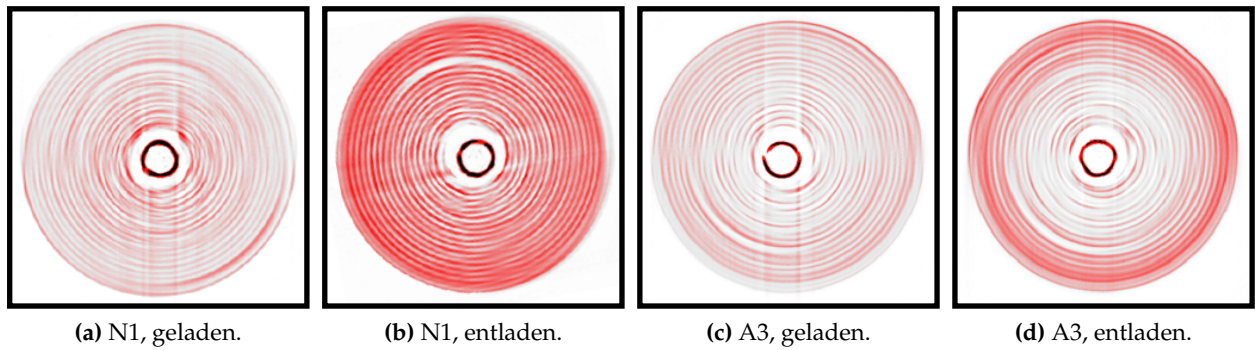 (a) N1, geladen.
(b) N1, entladen.
(c) A3, geladen.
(d) A3, entladen.